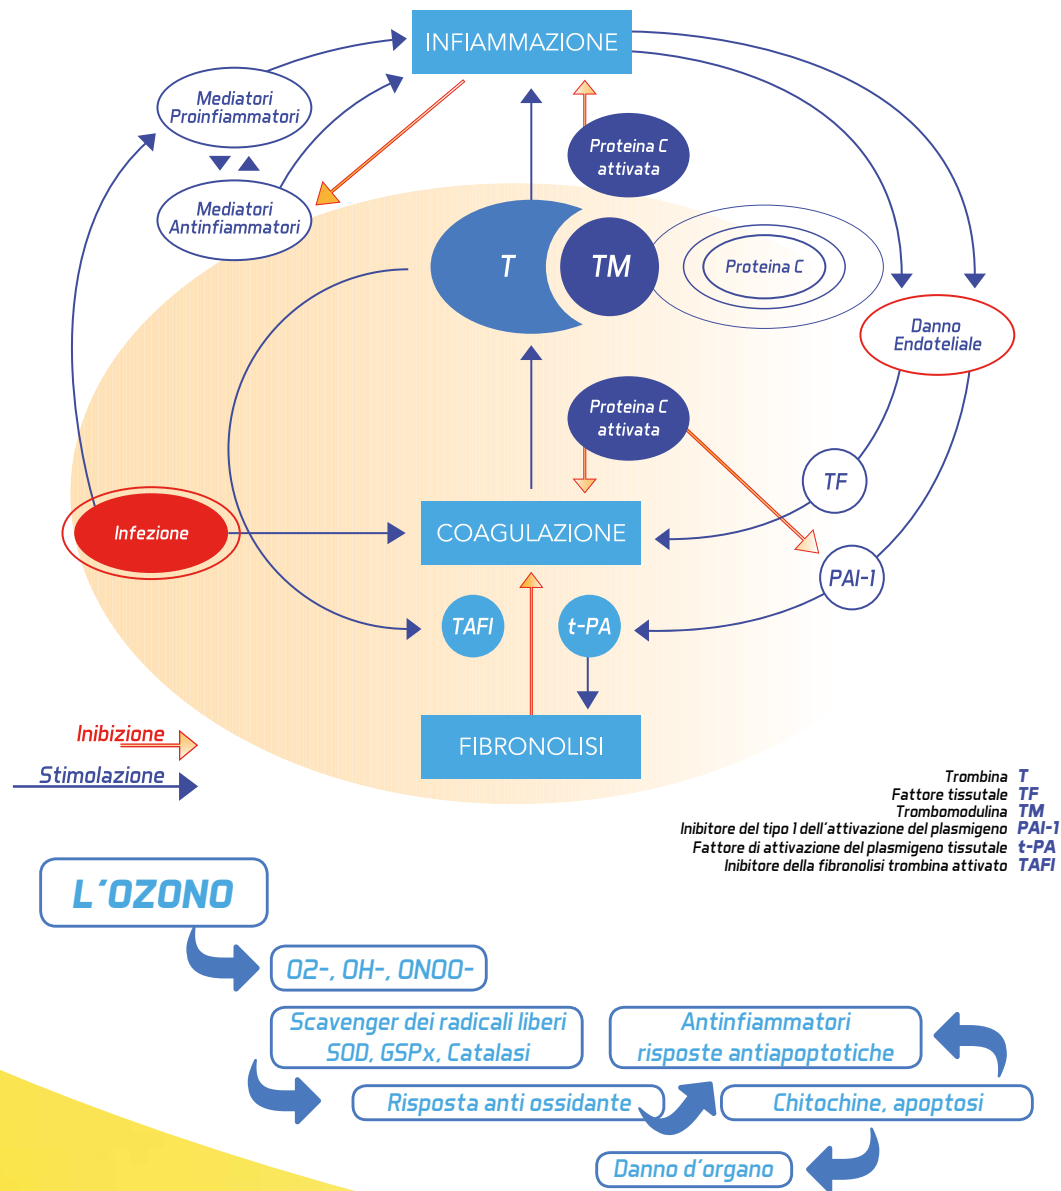 INFIAMMAZIONE
Mediatori
Proinfiammatori
Proteina C
attivata
Mediatori
Antinfiammatori
T
TM
Proteina C
Danno
Endoteliale
Proteina C
attivata
TF
Infezione
COAGULAZIONE
PAI-1
TAFI
t-PA
Inibizione
FIBRONOLISI
Stimolazione
Trombina T
Fattore tissutale TF
Trombomodulina TM
Inibitore del tipo 1 dell'attivazione del plasmigeno PAI-1
Fattore di attivazione del plasmigeno tissutale t-PA
Inibitore della fibronolisi trombina attivato TAFI
L'OZONO
O2-, OH-, ONOO-
Scavenger dei radicali liberi
SOD, GSPx, Catalasi
Antinfiammatori
risposte antiapoptotiche
Risposta anti ossidante
Chitochine, apoptosi
Danno d'organo